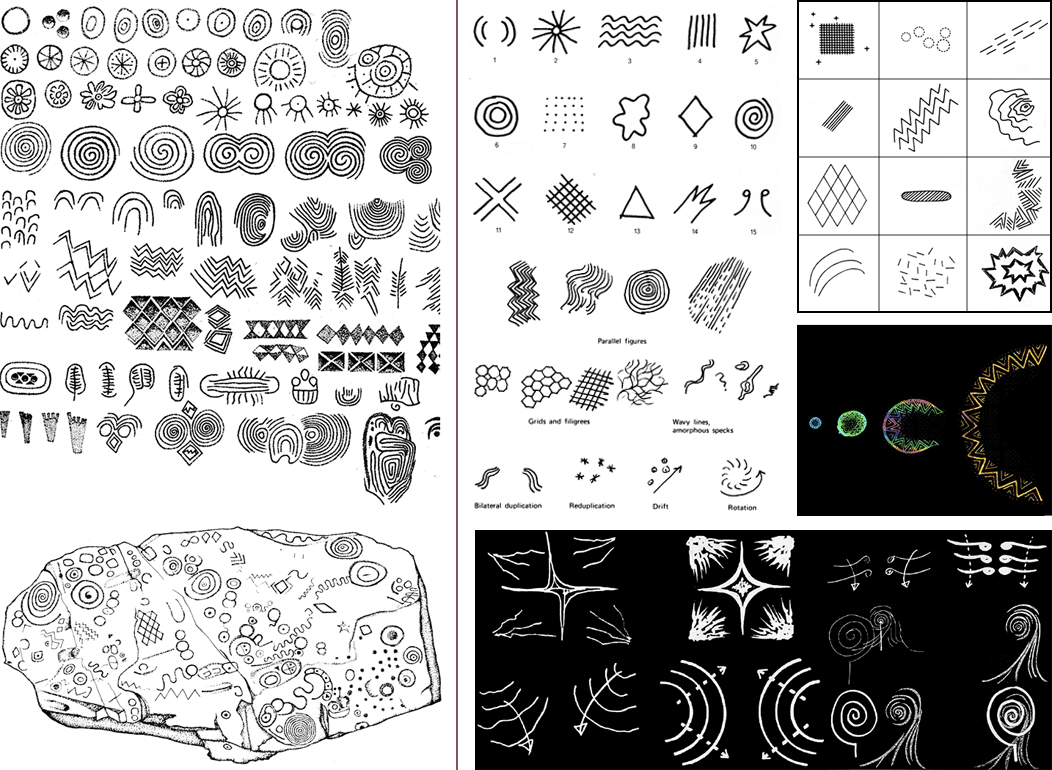 1 2 3 4 5
6 7 8 9 10
11 12 13 14 15
Parallel figures
Grids and filigrees
Wavy lines,
amorphous specks
Bilateral duplication Reduplication Drift Rotation